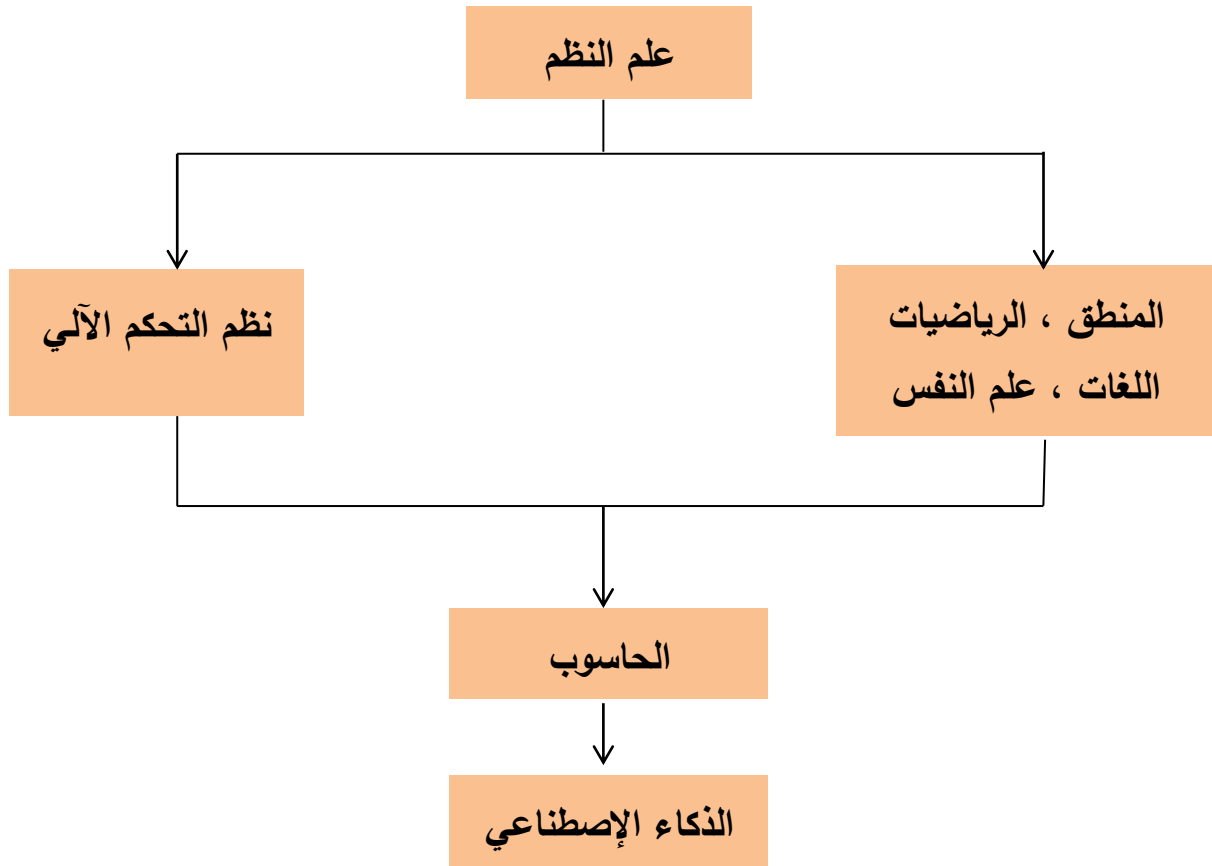 علم النظم
المنطق ، الرياضيات
اللغات ، علم النفس
نظم التحكم الآلي
الحاسوب
الذكاء الإصطناعي